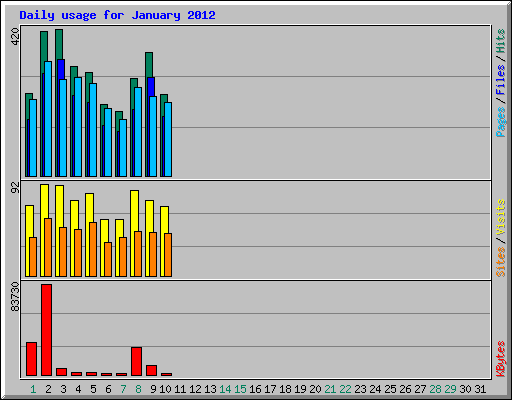 Daily usage for January 2012
420
Pages/Files/Hits
92
Sites/Visits
83730
KBytes
1 2 3 4 5 6 7 8 9 10 11 12 13 14 15 16 17 18 19 20 21 22 23 24 25 26 27 28 29 30 31